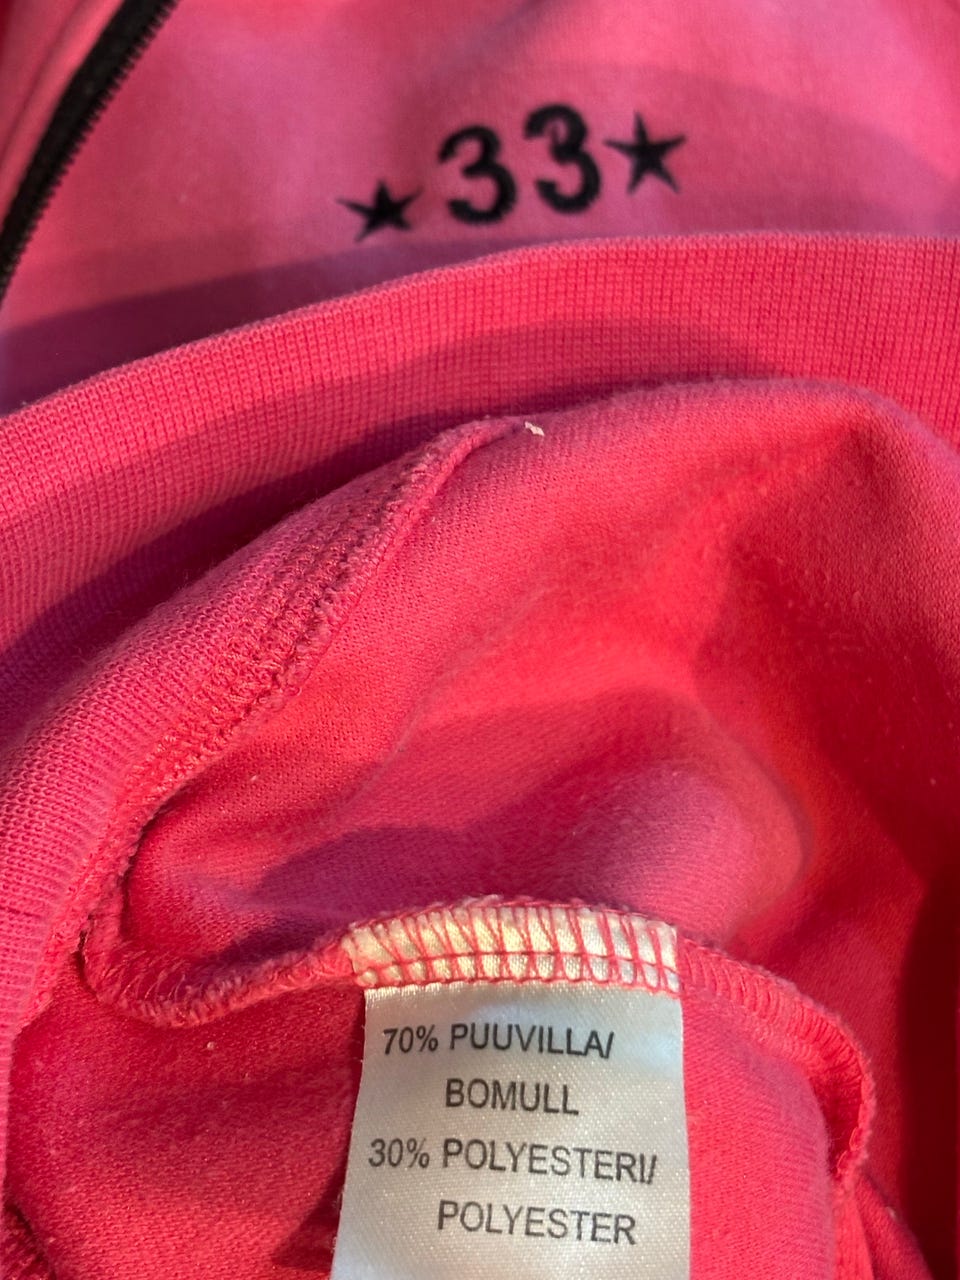 ★33★
70% PUUVILLA/
BOMULL
30% POLYESTERI/
POLYESTER